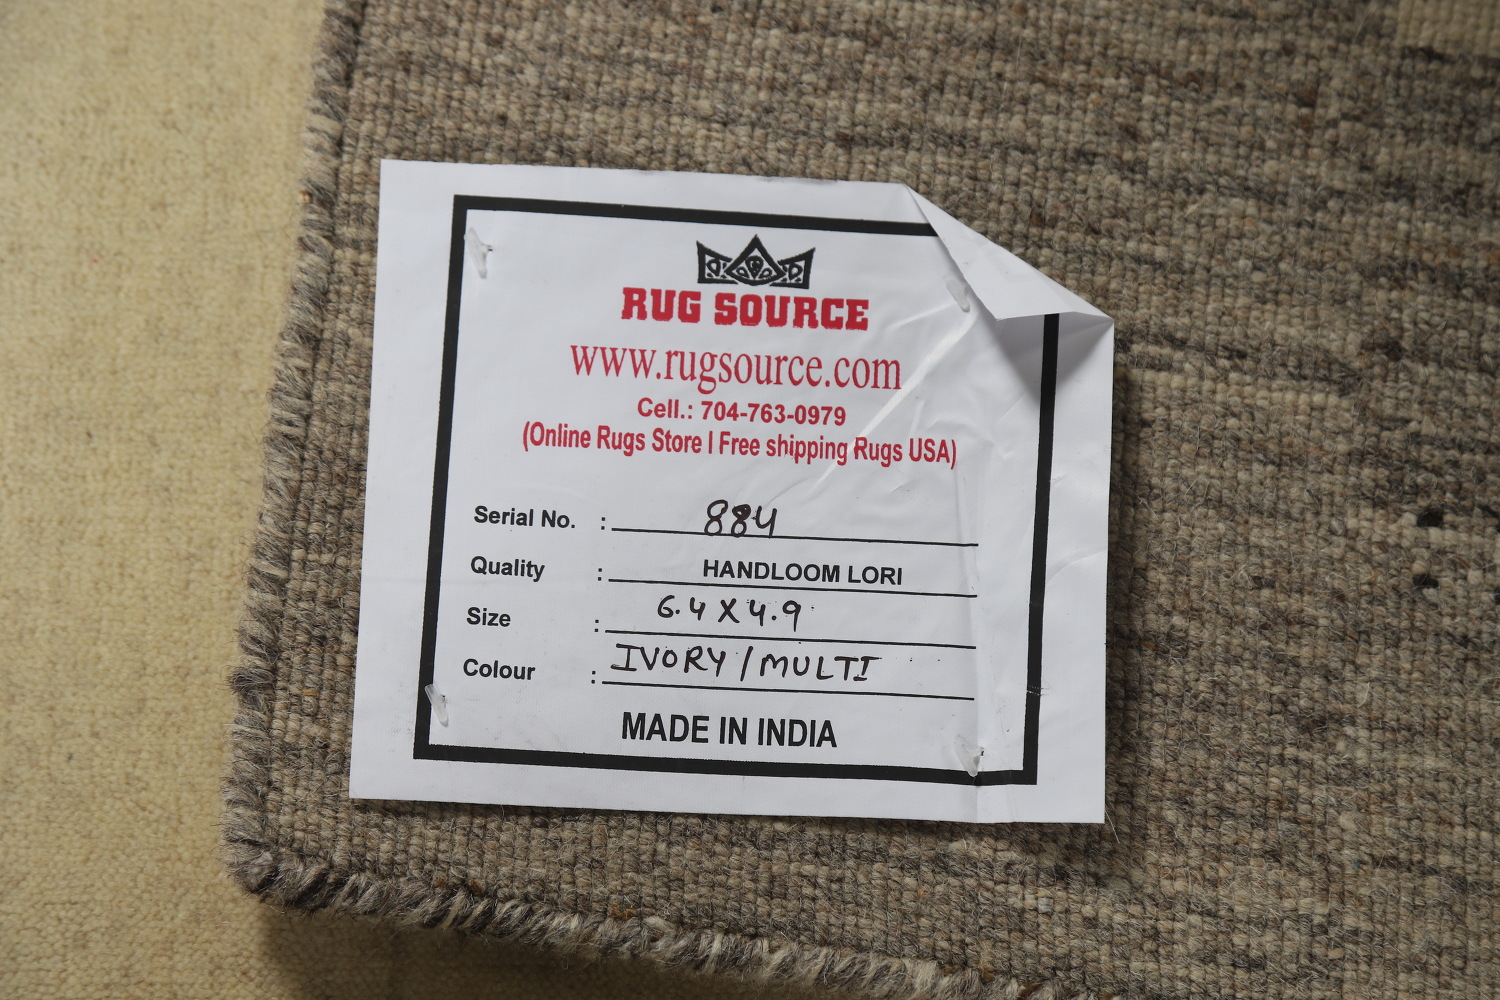 RUG SOURCE
www.rugsource.com
Cell.: 704-763-0979
(Online Rugs Store I Free shipping Rugs USA)
Serial No. : 884
Quality : HANDLOOM LORI
Size : 6.4 X 4.9
Colour : IVORY / MULTI
MADE IN INDIA